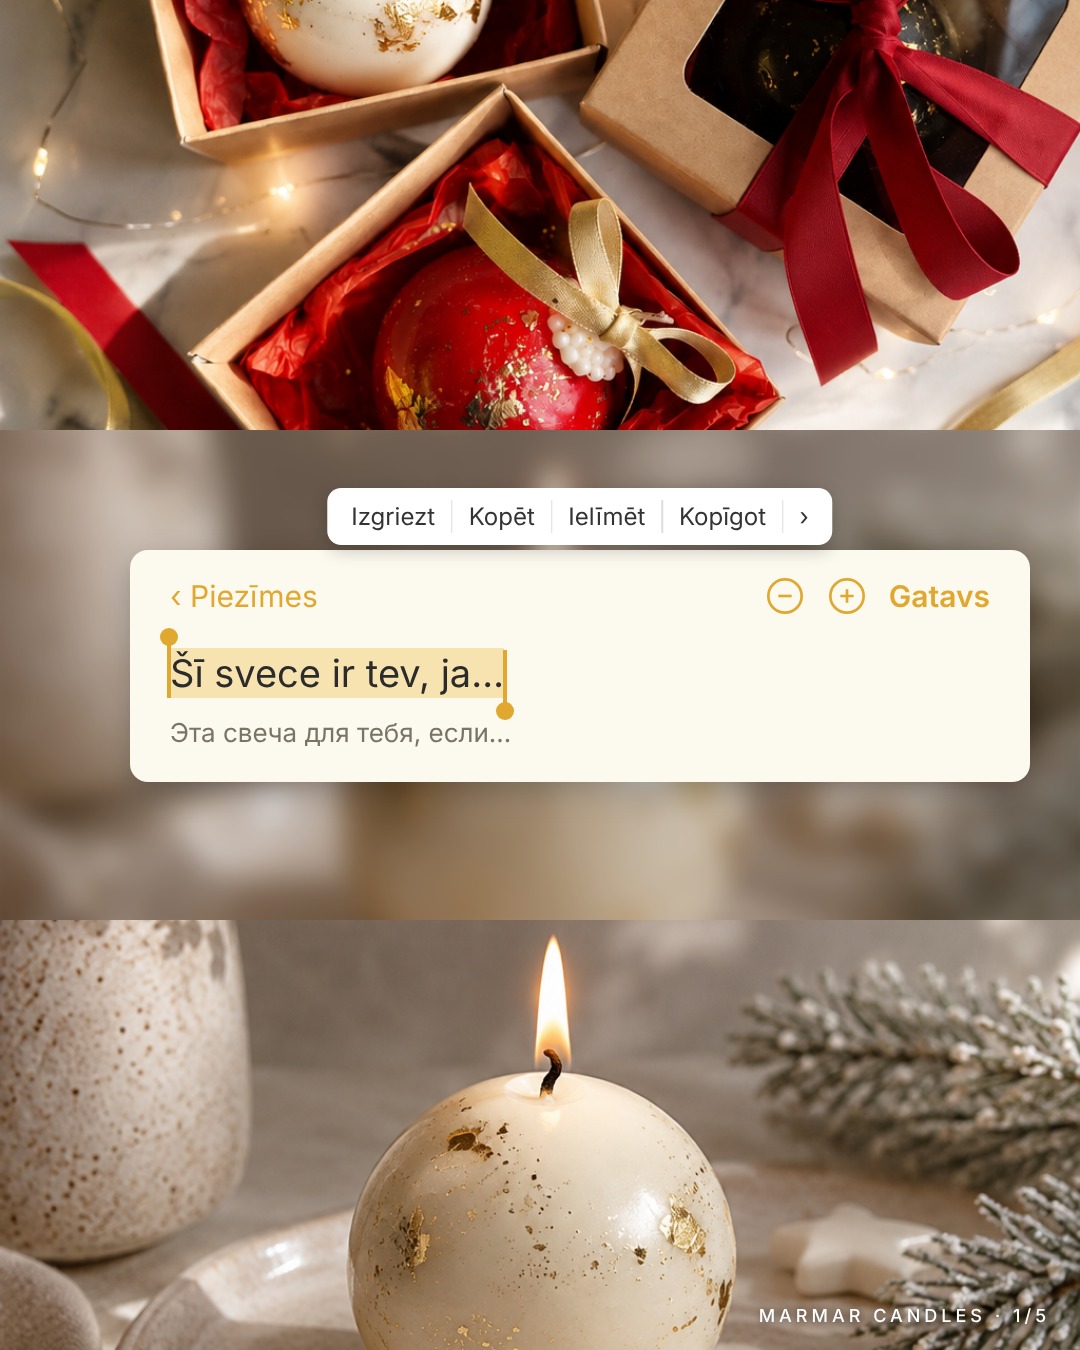 Izgriezt Kopēt Ielīmēt Kopīgot ›
‹ Piezīmes Gatavs
Šī svece ir tev, ja...
Эта свеча для тебя, если...
MARMAR CANDLES · 1/5